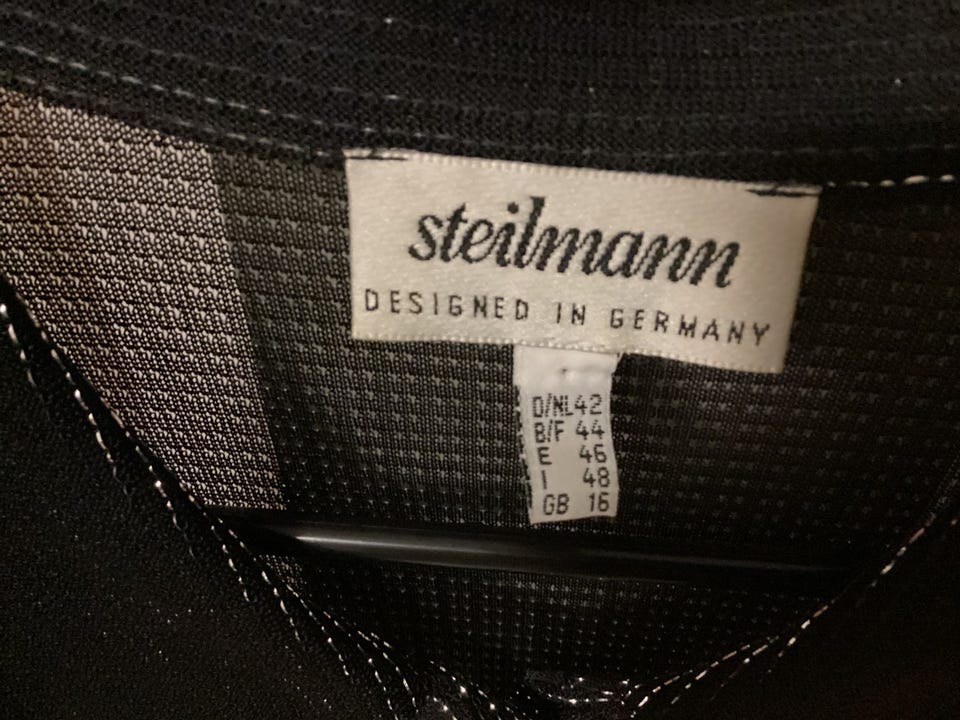 steilmann
DESIGNED IN GERMANY
D/NL 42
B/F 44
E 46
I 48
GB 16